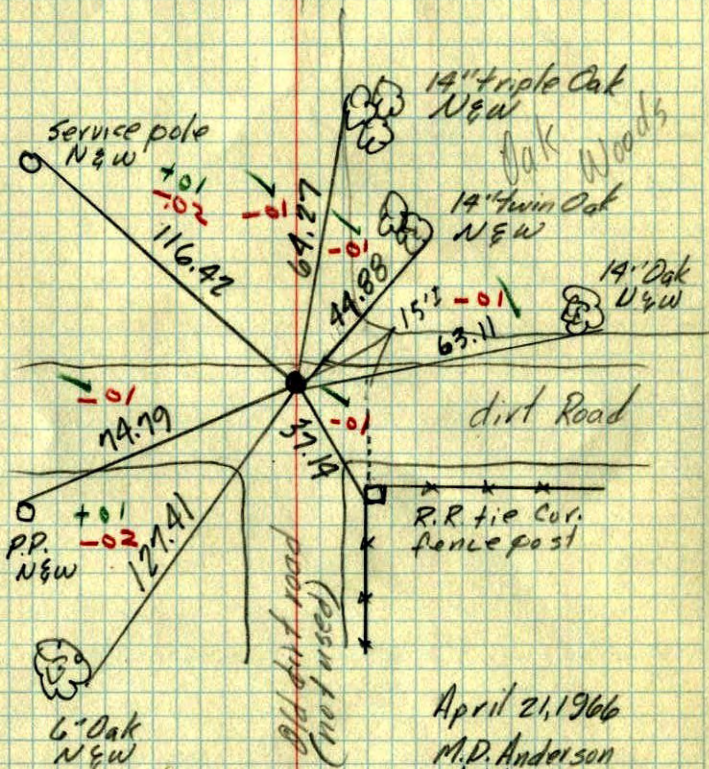 14" triple Oak
N&W
Oak Woods
Service pole
N&W
+01
-02
116.42
-01
64.27
-01
44.88
14" twin Oak
N&W
14" Oak
N&W
15'±
-01
63.11
-01
74.79
-01
37.14
dirt Road
P.P.
N&W
+01
-02
127.41
R.R. tie Cor.
fence post
Old dirt road
(not used)
6" Oak
N&W
April 21, 1966
M.D. Anderson